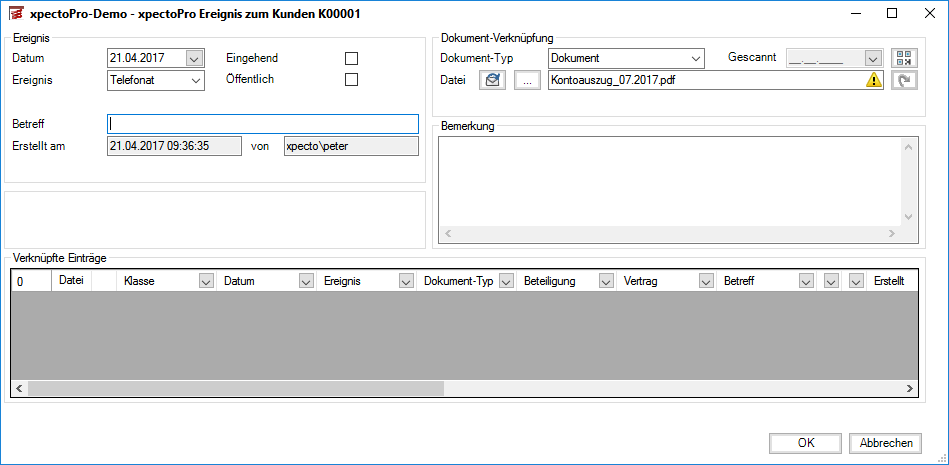 xpectoPro-Demo - xpectoPro Ereignis zum Kunden K00001
Ereignis
Datum 21.04.2017 Eingehend
Ereignis Telefonat Öffentlich
Betreff
Erstellt am 21.04.2017 09:36:35 von xpecto\peter
Dokument-Verknüpfung
Dokument-Typ Dokument Gescannt __.__.____
Datei ... Kontoauszug_07.2017.pdf
Bemerkung
Verknüpfte Einträge
0 Datei Klasse Datum Ereignis Dokument-Typ Beteiligung Vertrag Betreff Erstellt
OK Abbrechen